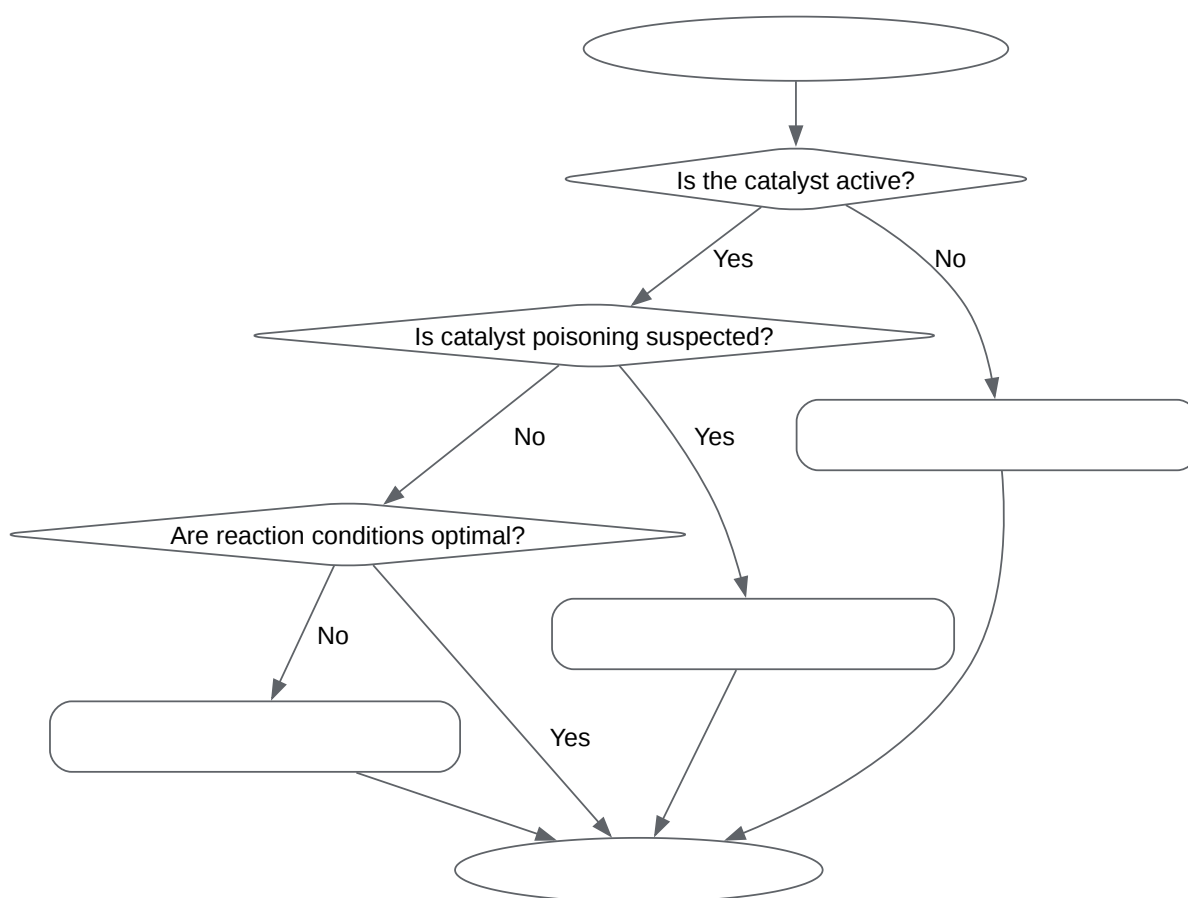 Is the catalyst active?
Yes
No
Is catalyst poisoning suspected?
No
Yes
Are reaction conditions optimal?
No
Yes